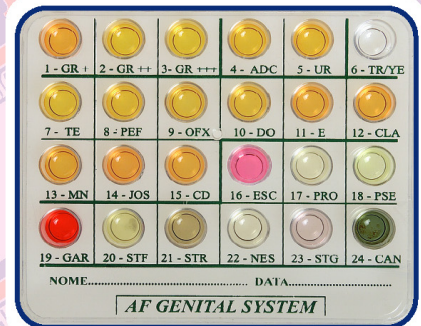 1 - GR + 2 - GR ++ 3- GR +++ 4 - ADC 5 - UR 6 - TR/YE
7 - TE 8 - PEF 9 - OFX 10 - DO 11 - E 12 - CLA
13 - MN 14 - JOS 15 - CD 16 - ESC 17 - PRO 18 - PSE
19 - GAR 20 - STF 21 - STR 22 - NES 23 - STG 24 - CAN
NOME................................................ DATA........................................
AF GENITAL SYSTEM